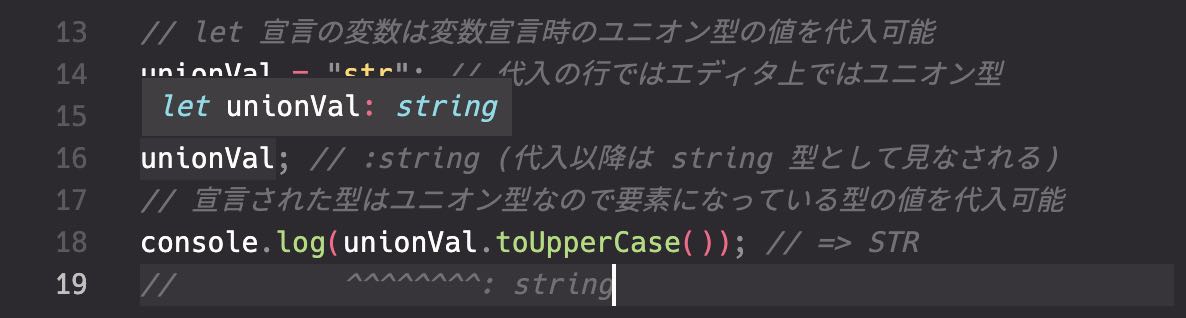 13 // let 宣言の変数は変数宣言時のユニオン型の値を代入可能
14 unionVal = "str"; // 代入の行ではエディタ上ではユニオン型
15
let unionVal: string
16 unionVal; // :string (代入以降は string 型として見なされる)
17 // 宣言された型はユニオン型なので要素になっている型の値を代入可能
18 console.log(unionVal.toUpperCase()); // => STR
19 // ^^^^^^^^: string